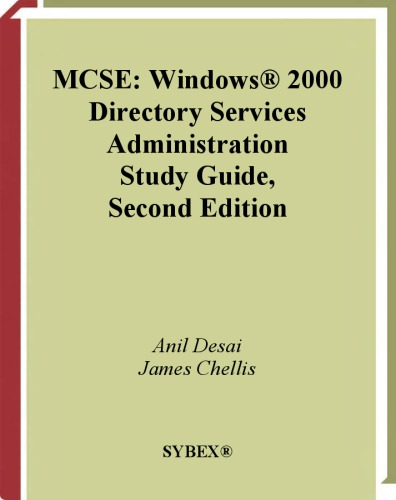 MCSE: Windows® 2000
Directory Services
Administration
Study Guide,
Second Edition
Anil Desai
James Chellis
SYBEX®